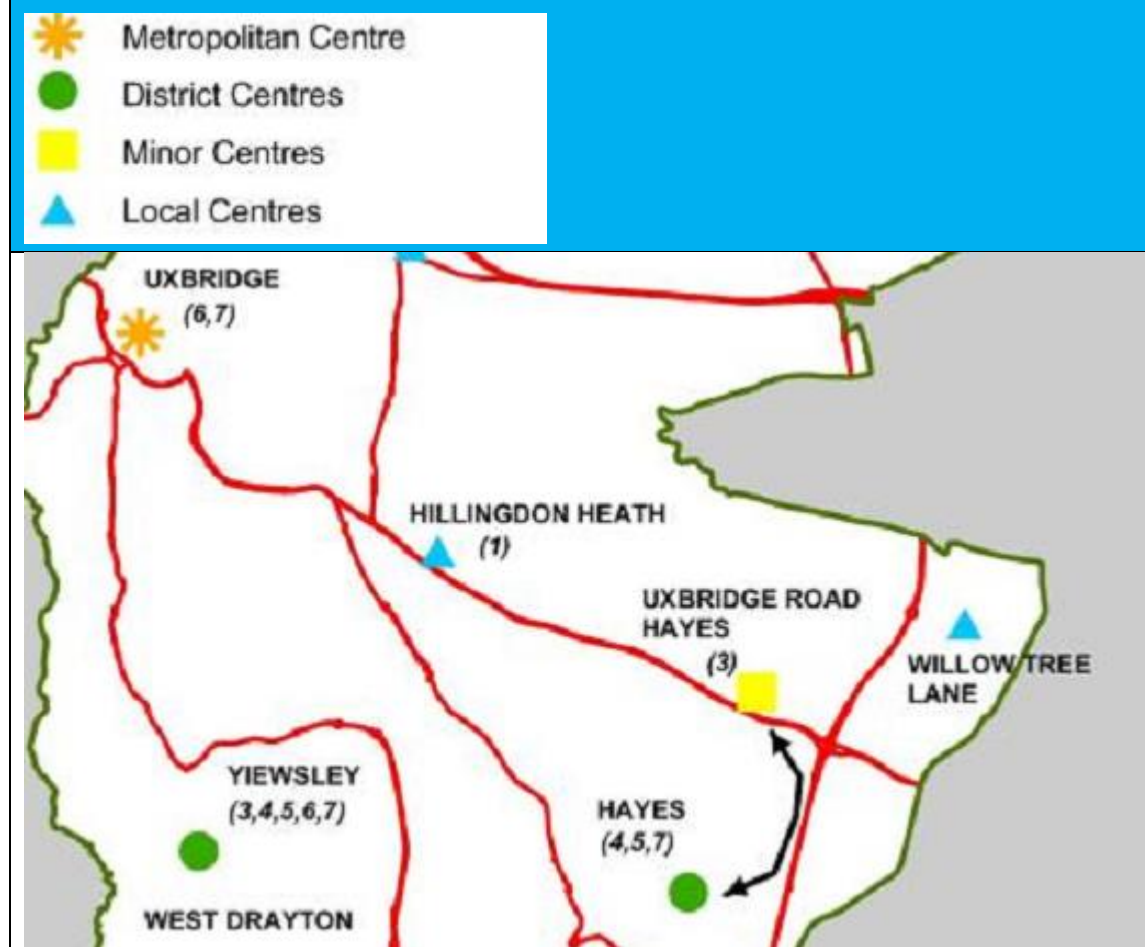 Metropolitan Centre
District Centres
Minor Centres
Local Centres
UXBRIDGE
(6,7)
HILLINGDON HEATH
(1)
UXBRIDGE ROAD
HAYES
(3)
WILLOW TREE
LANE
YIEWSLEY
(3,4,5,6,7)
HAYES
(4,5,7)
WEST DRAYTON